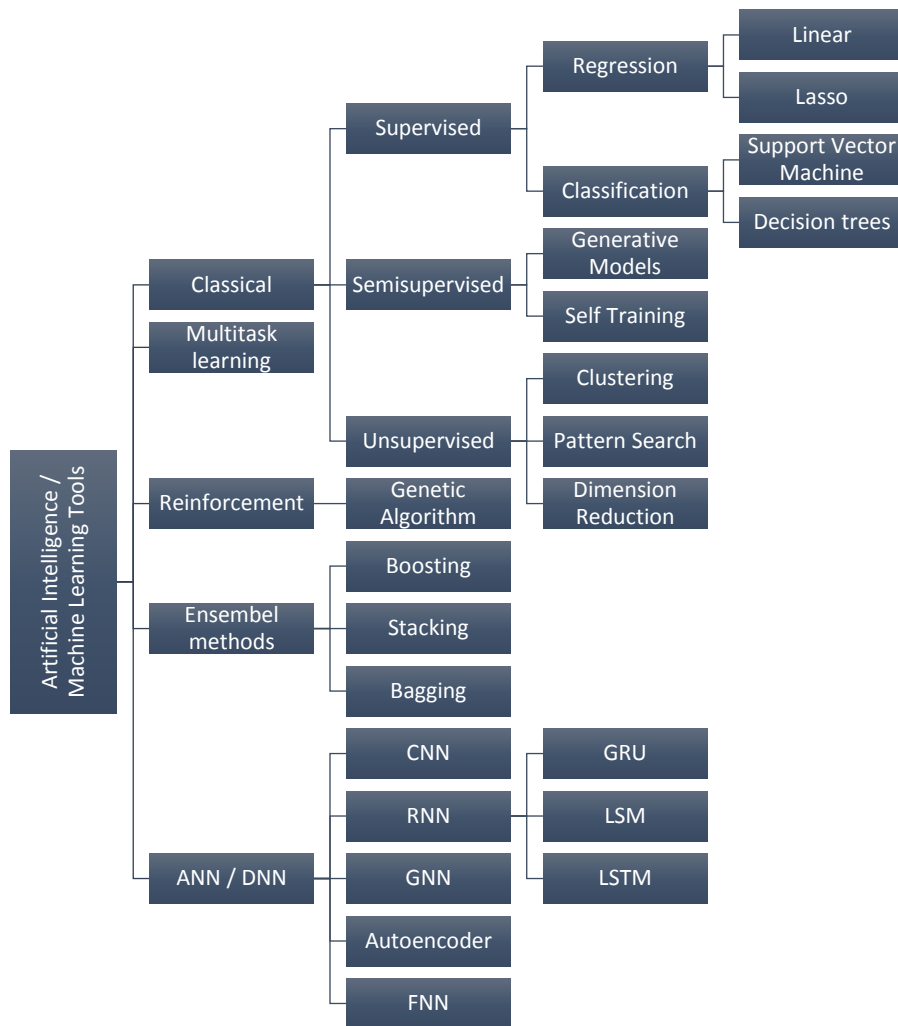 Artificial Intelligence /
Machine Learning Tools
Classical
Supervised
Regression
Linear
Lasso
Classification
Support Vector
Machine
Decision trees
Semisupervised
Generative
Models
Self Training
Unsupervised
Clustering
Pattern Search
Dimension
Reduction
Multitask
learning
Reinforcement
Genetic
Algorithm
Ensembel
methods
Boosting
Stacking
Bagging
ANN / DNN
CNN
RNN
GRU
LSM
LSTM
GNN
Autoencoder
FNN